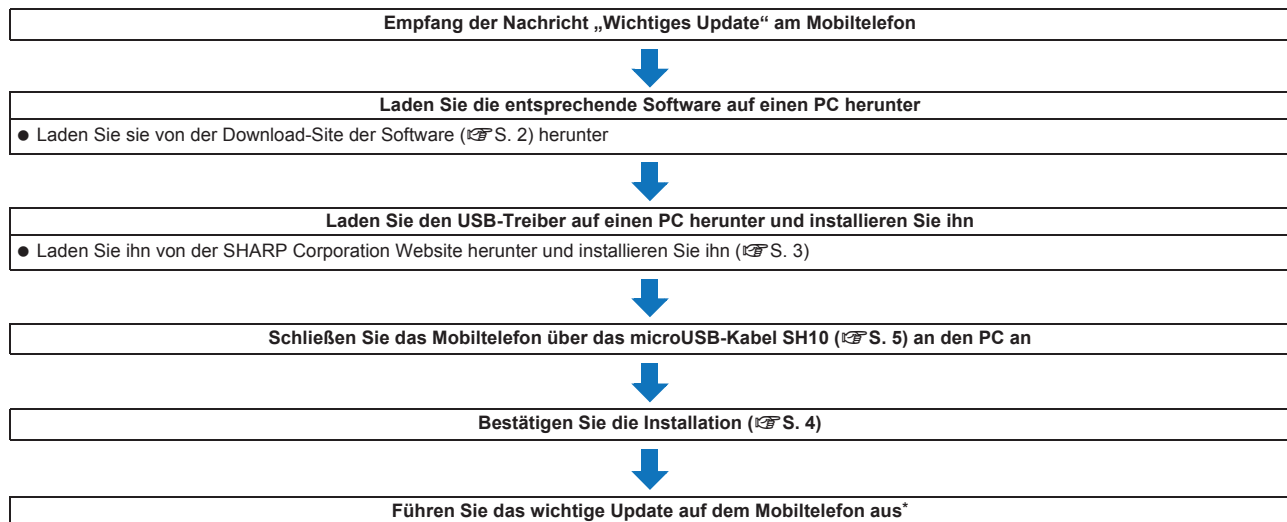 Empfang der Nachricht „Wichtiges Update“ am Mobiltelefon
Laden Sie die entsprechende Software auf einen PC herunter
● Laden Sie sie von der Download-Site der Software (☞S. 2) herunter
Laden Sie den USB-Treiber auf einen PC herunter und installieren Sie ihn
● Laden Sie ihn von der SHARP Corporation Website herunter und installieren Sie ihn (☞S. 3)
Schließen Sie das Mobiltelefon über das microUSB-Kabel SH10 (☞S. 5) an den PC an
Bestätigen Sie die Installation (☞S. 4)
Führen Sie das wichtige Update auf dem Mobiltelefon aus*